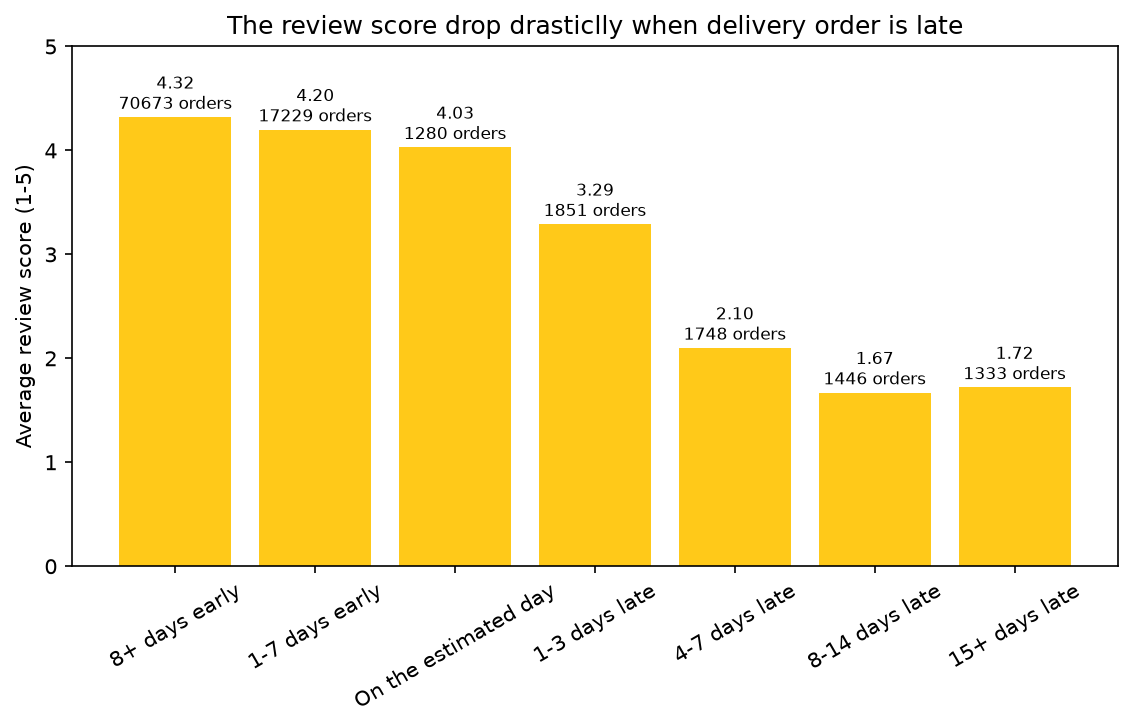 The review score drop drasticlly when delivery order is late
Average review score (1-5)
5
4
3
2
1
0
4.32
70673 orders
4.20
17229 orders
4.03
1280 orders
3.29
1851 orders
2.10
1748 orders
1.67
1446 orders
1.72
1333 orders
8+ days early
1-7 days early
On the estimated day
1-3 days late
4-7 days late
8-14 days late
15+ days late